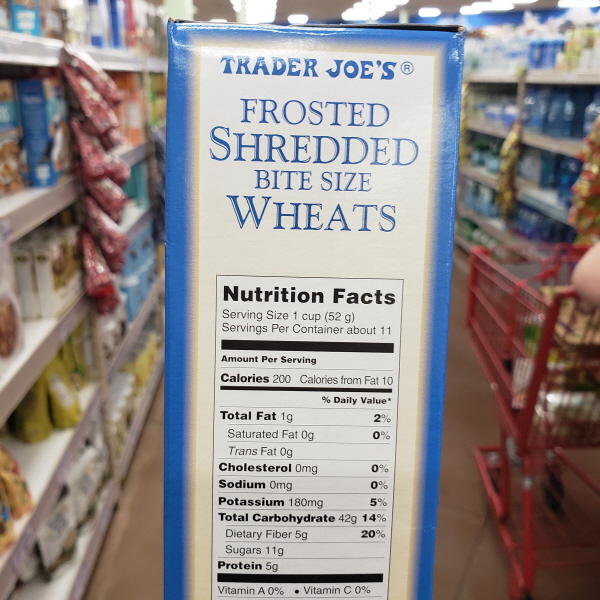 TRADER JOE'S®
FROSTED
SHREDDED
BITE SIZE
WHEATS
Nutrition Facts
Serving Size 1 cup (52 g)
Servings Per Container about 11
Amount Per Serving
Calories 200 Calories from Fat 10
% Daily Value*
Total Fat 1g 2%
Saturated Fat 0g 0%
Trans Fat 0g
Cholesterol 0mg 0%
Sodium 0mg 0%
Potassium 180mg 5%
Total Carbohydrate 42g 14%
Dietary Fiber 5g 20%
Sugars 11g
Protein 5g
Vitamin A 0% • Vitamin C 0%